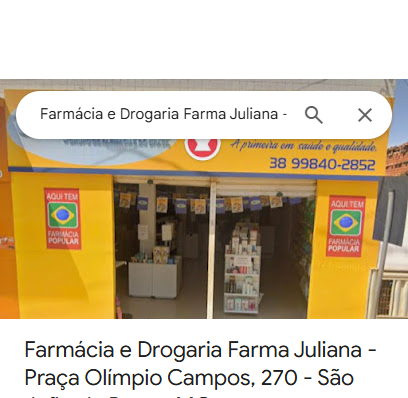 Farmácia e Drogaria Farma Juliana -
A primeira em saúde e qualidade.
38 99840-2852
AQUI TEM
FARMÁCIA
POPULAR
AQUI TEM
FARMÁCIA
POPULAR
Farmácia e Drogaria Farma Juliana -
Praça Olímpio Campos, 270 - São